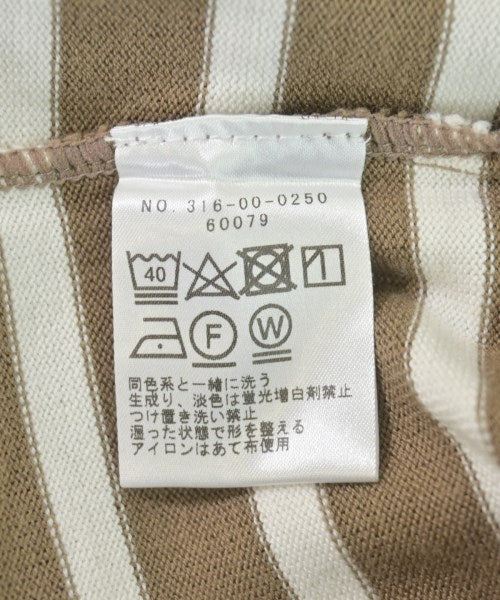 NO. 316-00-0250
60079
40
F W
同色系と一緒に洗う
生成り、淡色は蛍光増白剤禁止
つけ置き洗い禁止
湿った状態で形を整える
アイロンはあて布使用